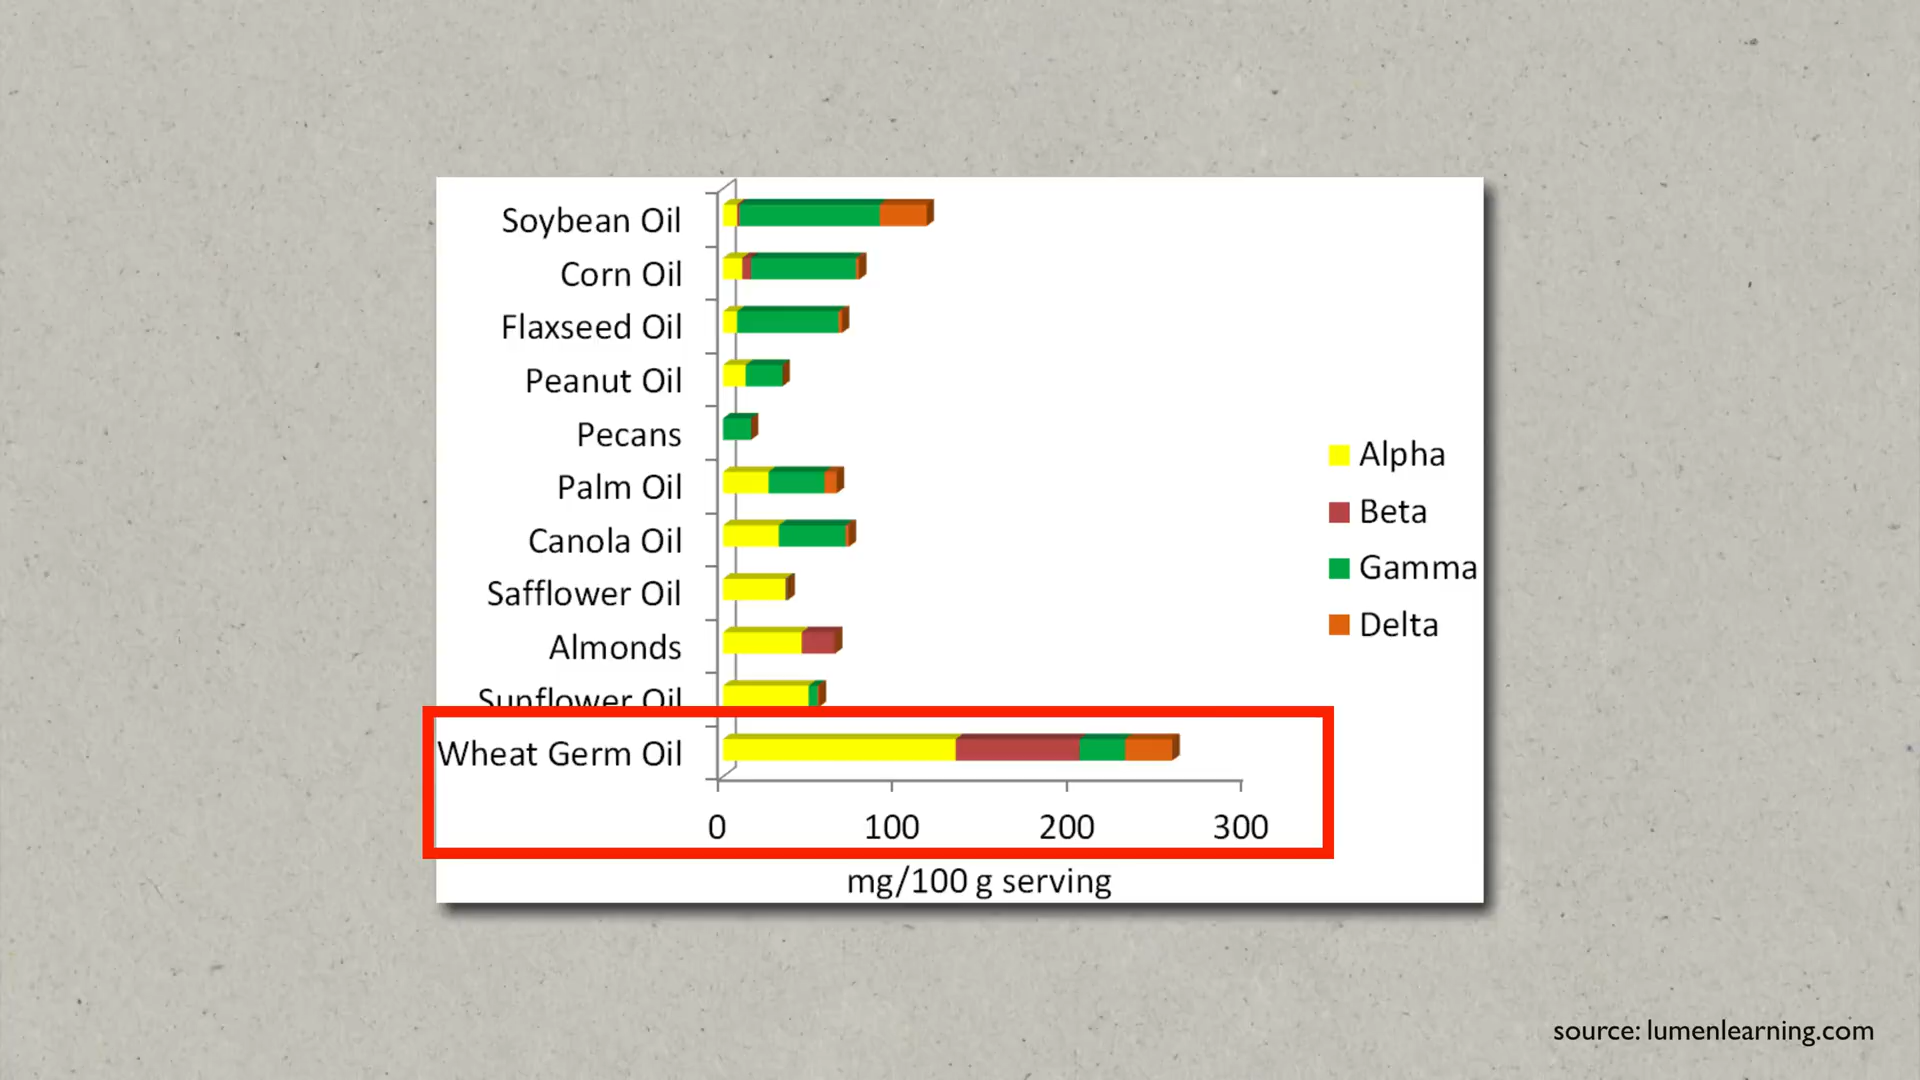 Soybean Oil
Corn Oil
Flaxseed Oil
Peanut Oil
Pecans
Palm Oil
Canola Oil
Safflower Oil
Almonds
Sunflower Oil
Wheat Germ Oil
0 100 200 300
mg/100 g serving
Alpha
Beta
Gamma
Delta
source: lumenlearning.com